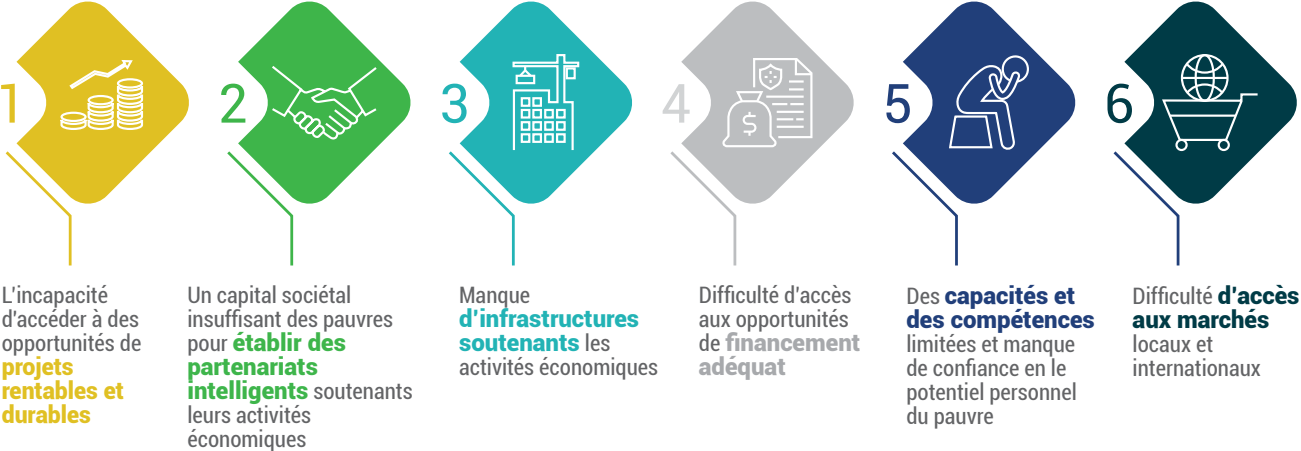 1
L'incapacité
d'accéder à des
opportunités de
projets
rentables et
durables
2
Un capital sociétal
insuffisant des pauvres
pour établir des
partenariats
intelligents soutenants
leurs activités
économiques
3
Manque
d'infrastructures
soutenants les
activités économiques
4
$
Difficulté d'accès
aux opportunités
de financement
adéquat
5
Des capacités et
des compétences
limitées et manque
de confiance en le
potentiel personnel
du pauvre
6
Difficulté d'accès
aux marchés
locaux et
internationaux